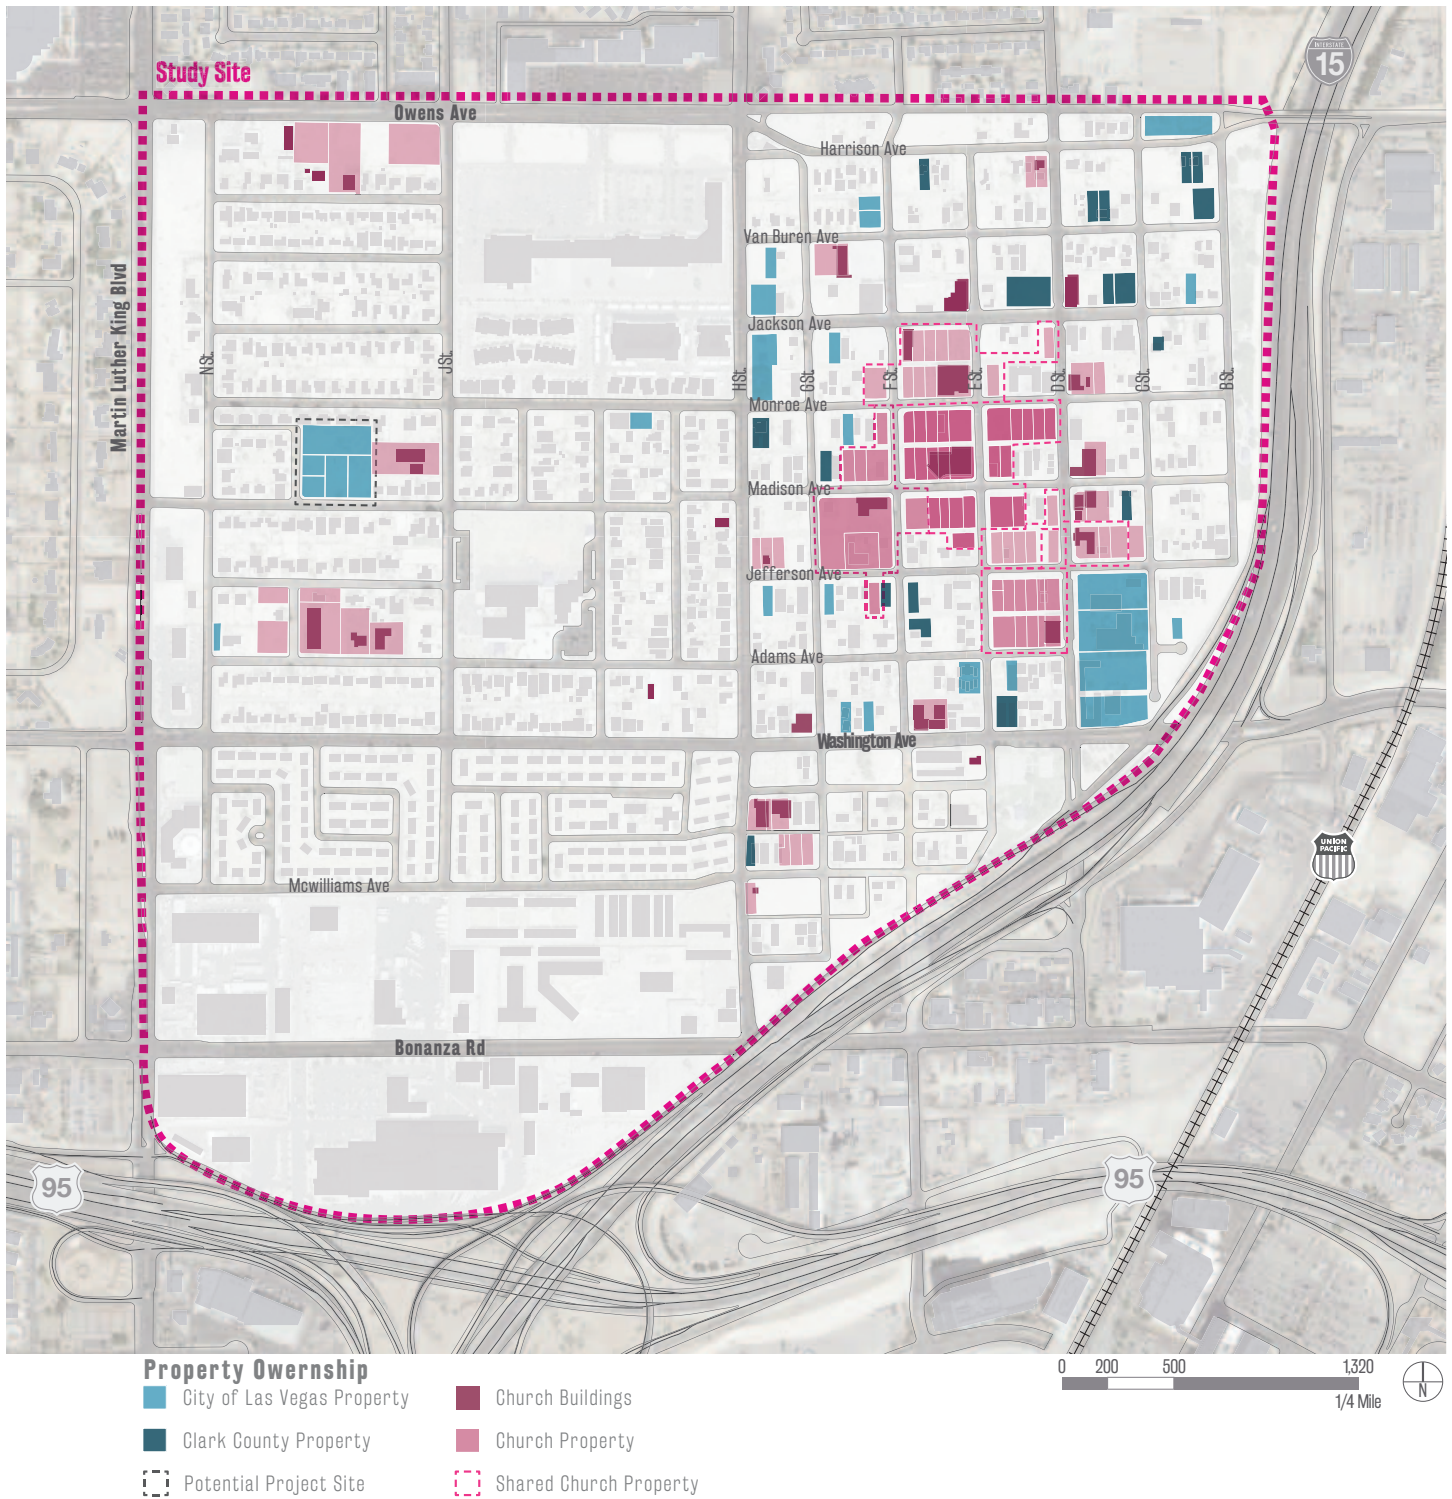 Study Site
INTERSTATE
15
Owens Ave
Harrison Ave
Van Buren Ave
Martin Luther King Blvd
Jackson Ave
N St.
J St.
H St.
G St.
F St.
E St.
D St.
C St.
B St.
Monroe Ave
Madison Ave
Jefferson Ave
Adams Ave
Washington Ave
UNION
PACIFIC
Mcwilliams Ave
Bonanza Rd
95
95
Property Owernship
City of Las Vegas Property
Clark County Property
Potential Project Site
Church Buildings
Church Property
Shared Church Property
0 200 500 1,320
1/4 Mile
N